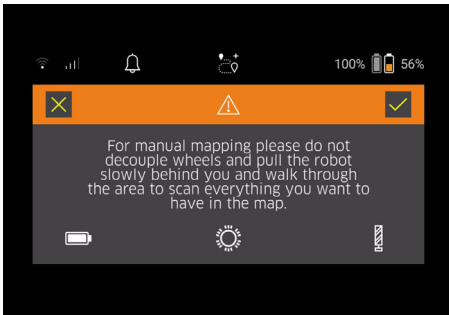 100% 56%
For manual mapping please do not
decouple wheels and pull the robot
slowly behind you and walk through
the area to scan everything you want to
have in the map.